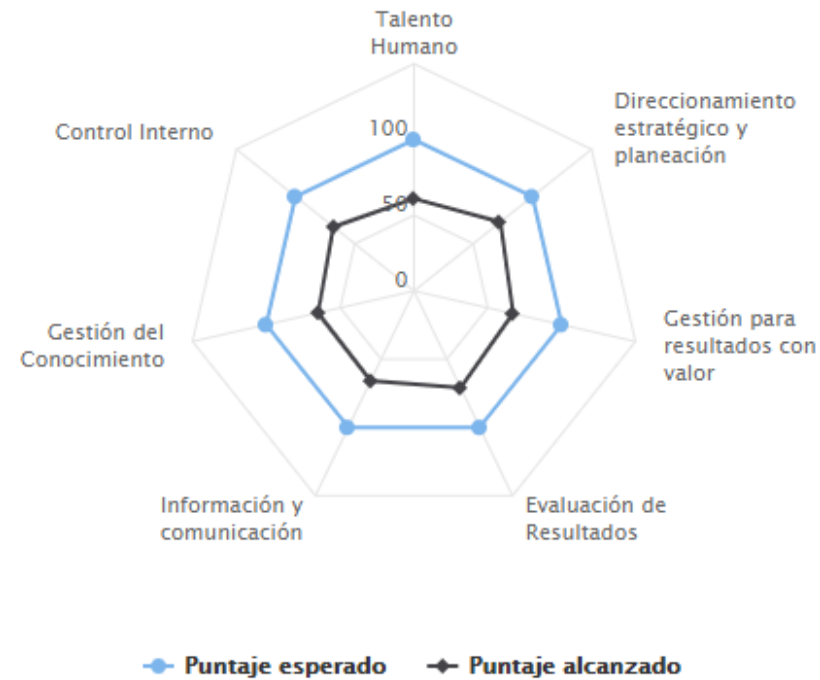 Talento
Humano
Direccionamiento
estratégico y
planeación
Control Interno
100
50
0
Gestión para
resultados con
valor
Gestión del
Conocimiento
Información y
comunicación
Evaluación de
Resultados
Puntaje esperado
Puntaje alcanzado